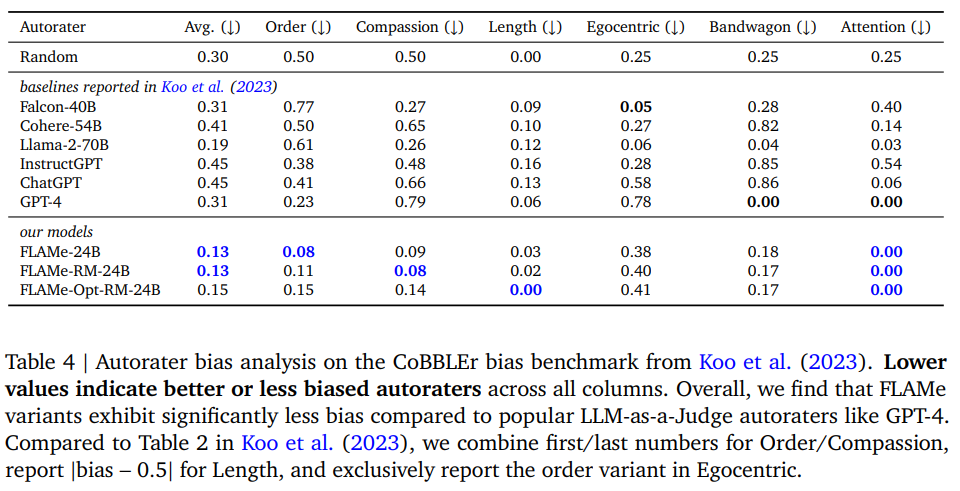 Autorater Avg. (↓) Order (↓) Compassion (↓) Length (↓) Egocentric (↓) Bandwagon (↓) Attention (↓)
Random 0.30 0.50 0.50 0.00 0.25 0.25 0.25
baselines reported in Koo et al. (2023)
Falcon-40B 0.31 0.77 0.27 0.09 0.05 0.28 0.40
Cohere-54B 0.41 0.50 0.65 0.10 0.27 0.82 0.14
Llama-2-70B 0.19 0.61 0.26 0.12 0.06 0.04 0.03
InstructGPT 0.45 0.38 0.48 0.16 0.28 0.85 0.54
ChatGPT 0.45 0.41 0.66 0.13 0.58 0.86 0.06
GPT-4 0.31 0.23 0.79 0.06 0.78 0.00 0.00
our models
FLAMe-24B 0.13 0.08 0.09 0.03 0.38 0.18 0.00
FLAMe-RM-24B 0.13 0.11 0.08 0.02 0.40 0.17 0.00
FLAMe-Opt-RM-24B 0.15 0.15 0.14 0.00 0.41 0.17 0.00
Table 4 | Autorater bias analysis on the CoBBLEr bias benchmark from Koo et al. (2023). Lower
values indicate better or less biased autoraters across all columns. Overall, we find that FLAMe
variants exhibit significantly less bias compared to popular LLM-as-a-Judge autoraters like GPT-4.
Compared to Table 2 in Koo et al. (2023), we combine first/last numbers for Order/Compassion,
report |bias – 0.5| for Length, and exclusively report the order variant in Egocentric.